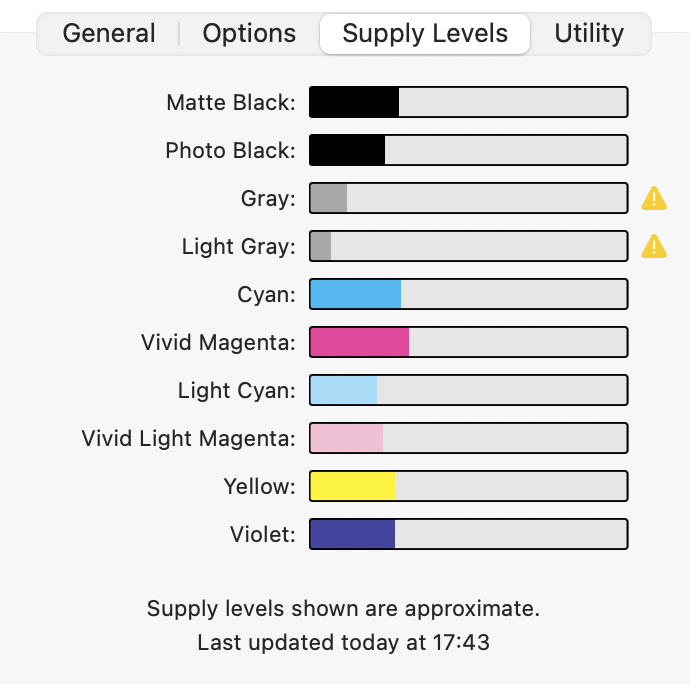 General Options Supply Levels Utility
Matte Black:
Photo Black:
Gray:
Light Gray:
Cyan:
Vivid Magenta:
Light Cyan:
Vivid Light Magenta:
Yellow:
Violet:
Supply levels shown are approximate.
Last updated today at 17:43